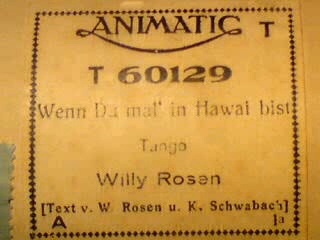 ANIMATIC T
T 60129
Wenn Du mal' in Hawai bist
Tango
Willy Rosen
[Text v. W. Rosen u. K. Schwabach]
A ]a